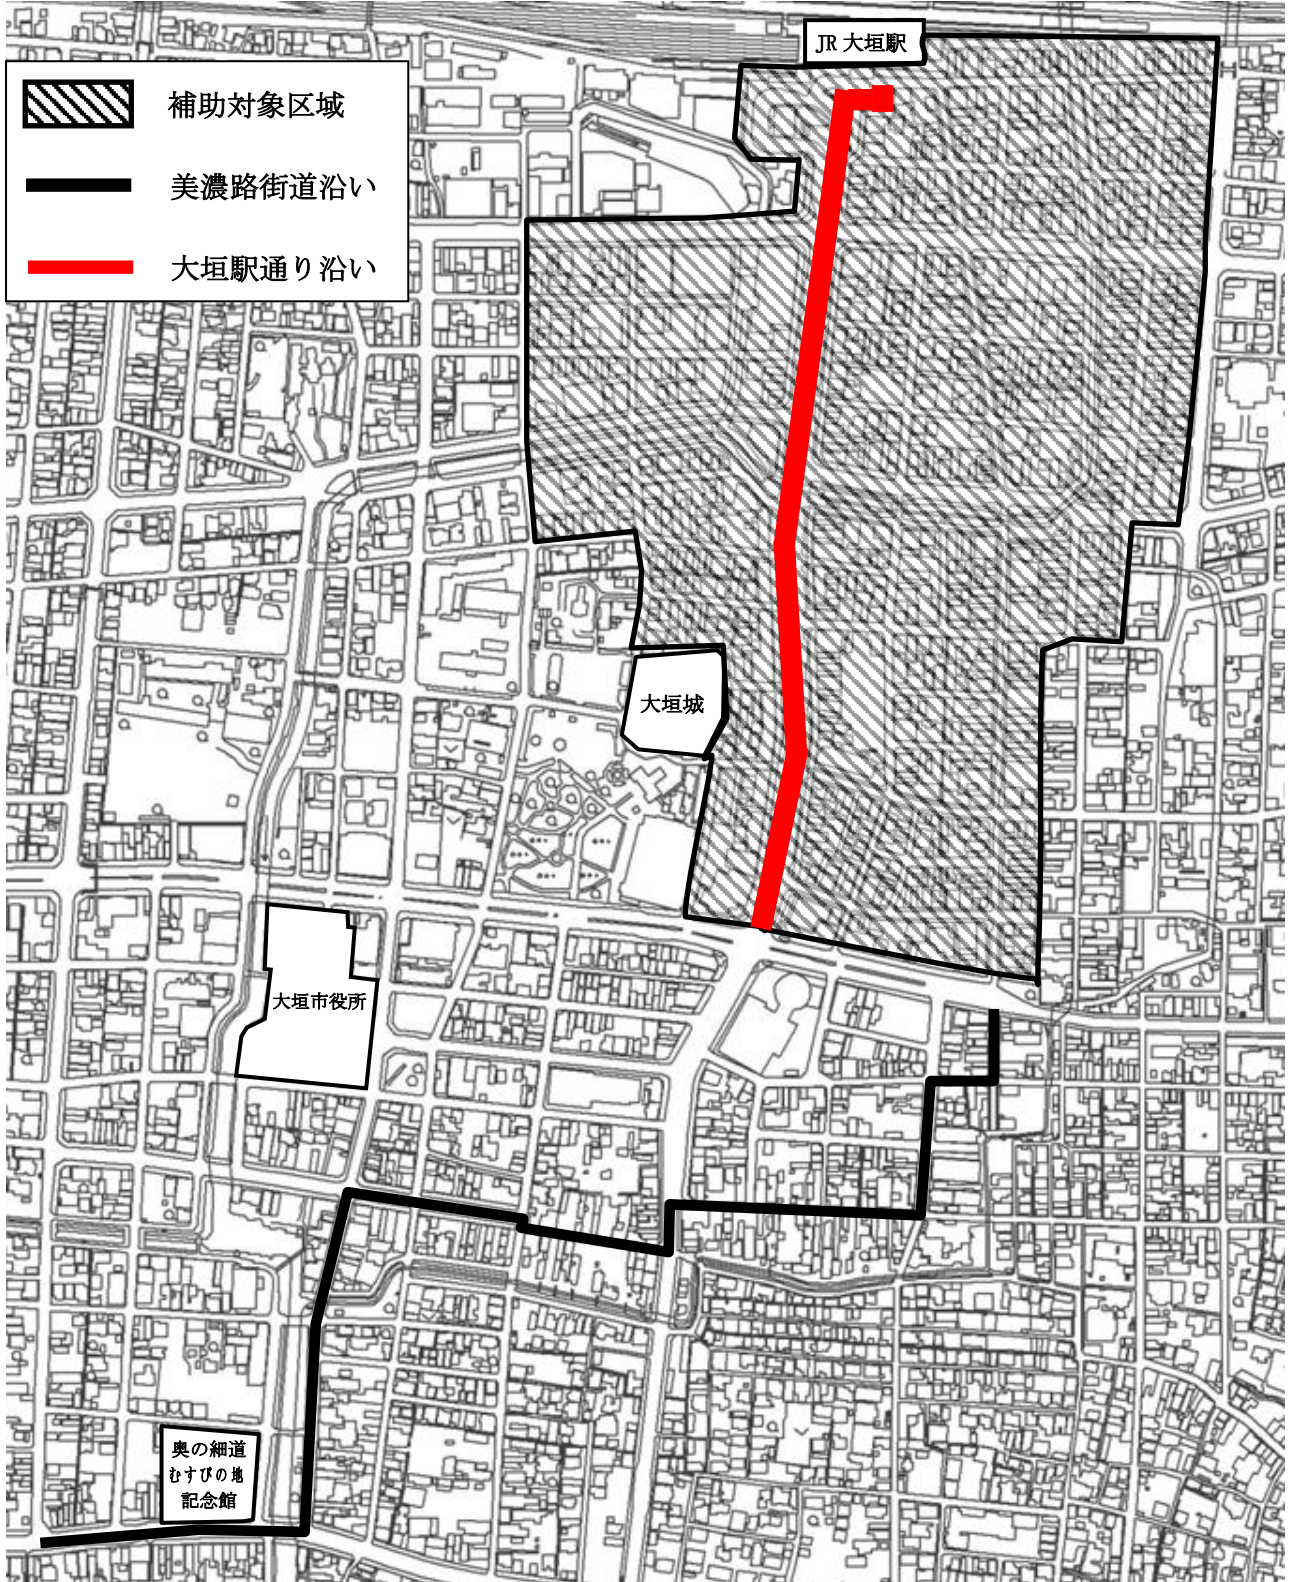 JR 大垣駅
補助対象区域
美濃路街道沿い
大垣駅通り沿い
大垣城
大垣市役所
奥の細道
むすびの地
記念館